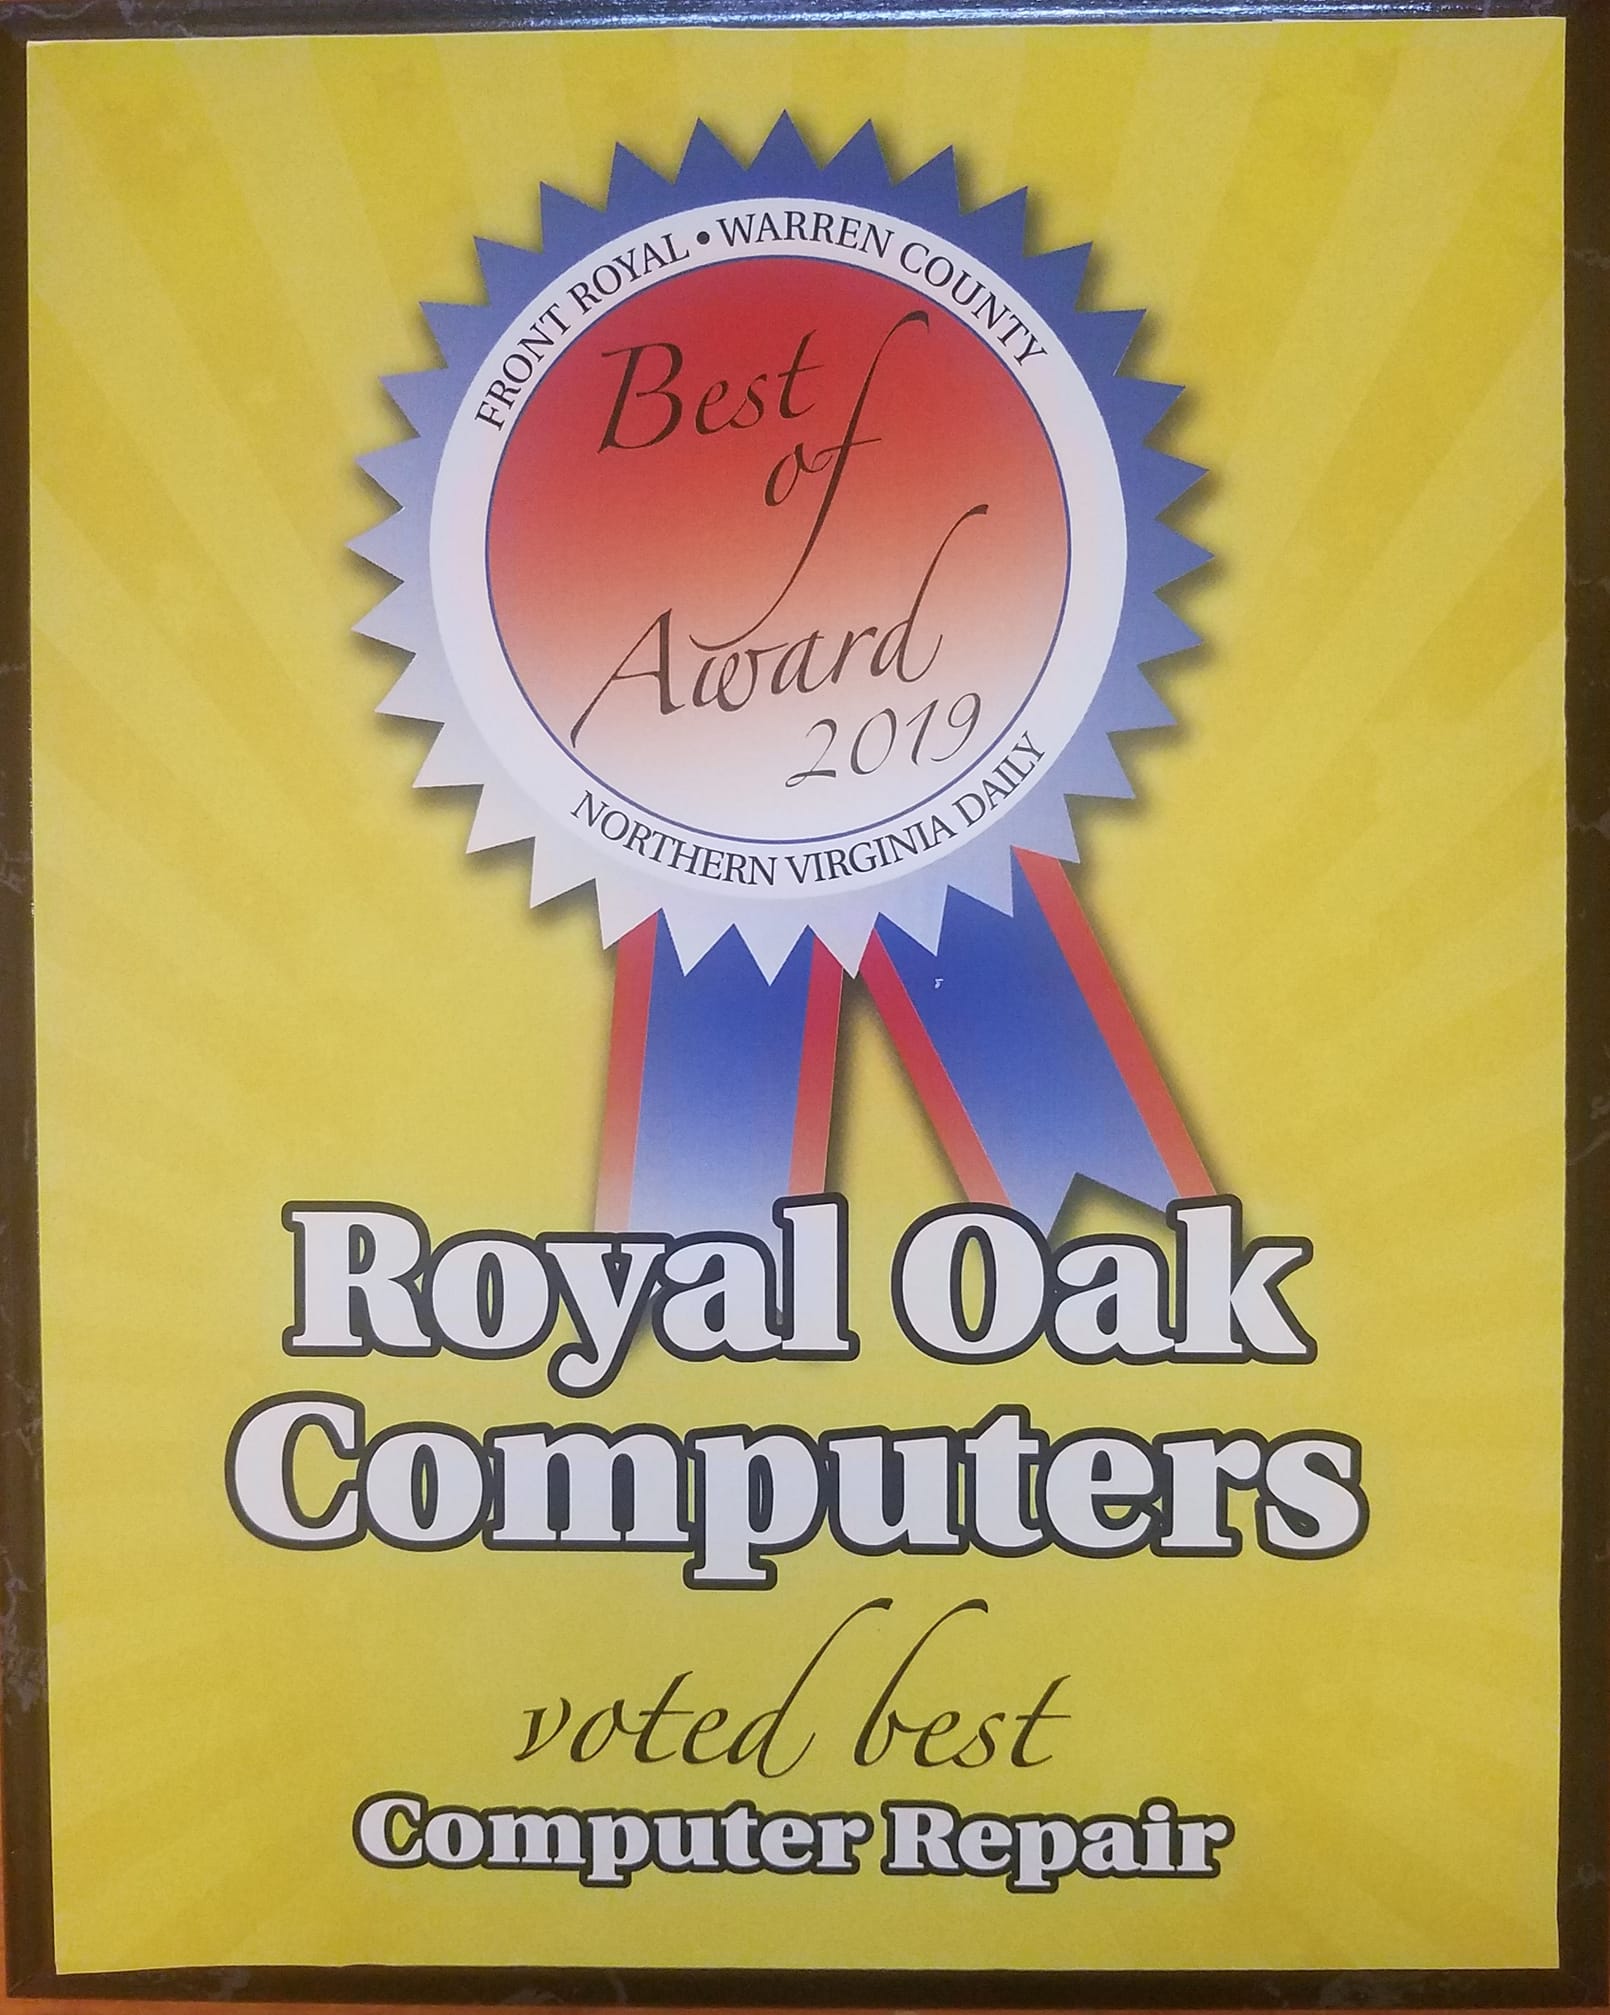 FRONT ROYAL • WARREN COUNTY
Best
of
Award
2019
NORTHERN VIRGINIA DAILY
Royal Oak
Computers
voted best
Computer Repair